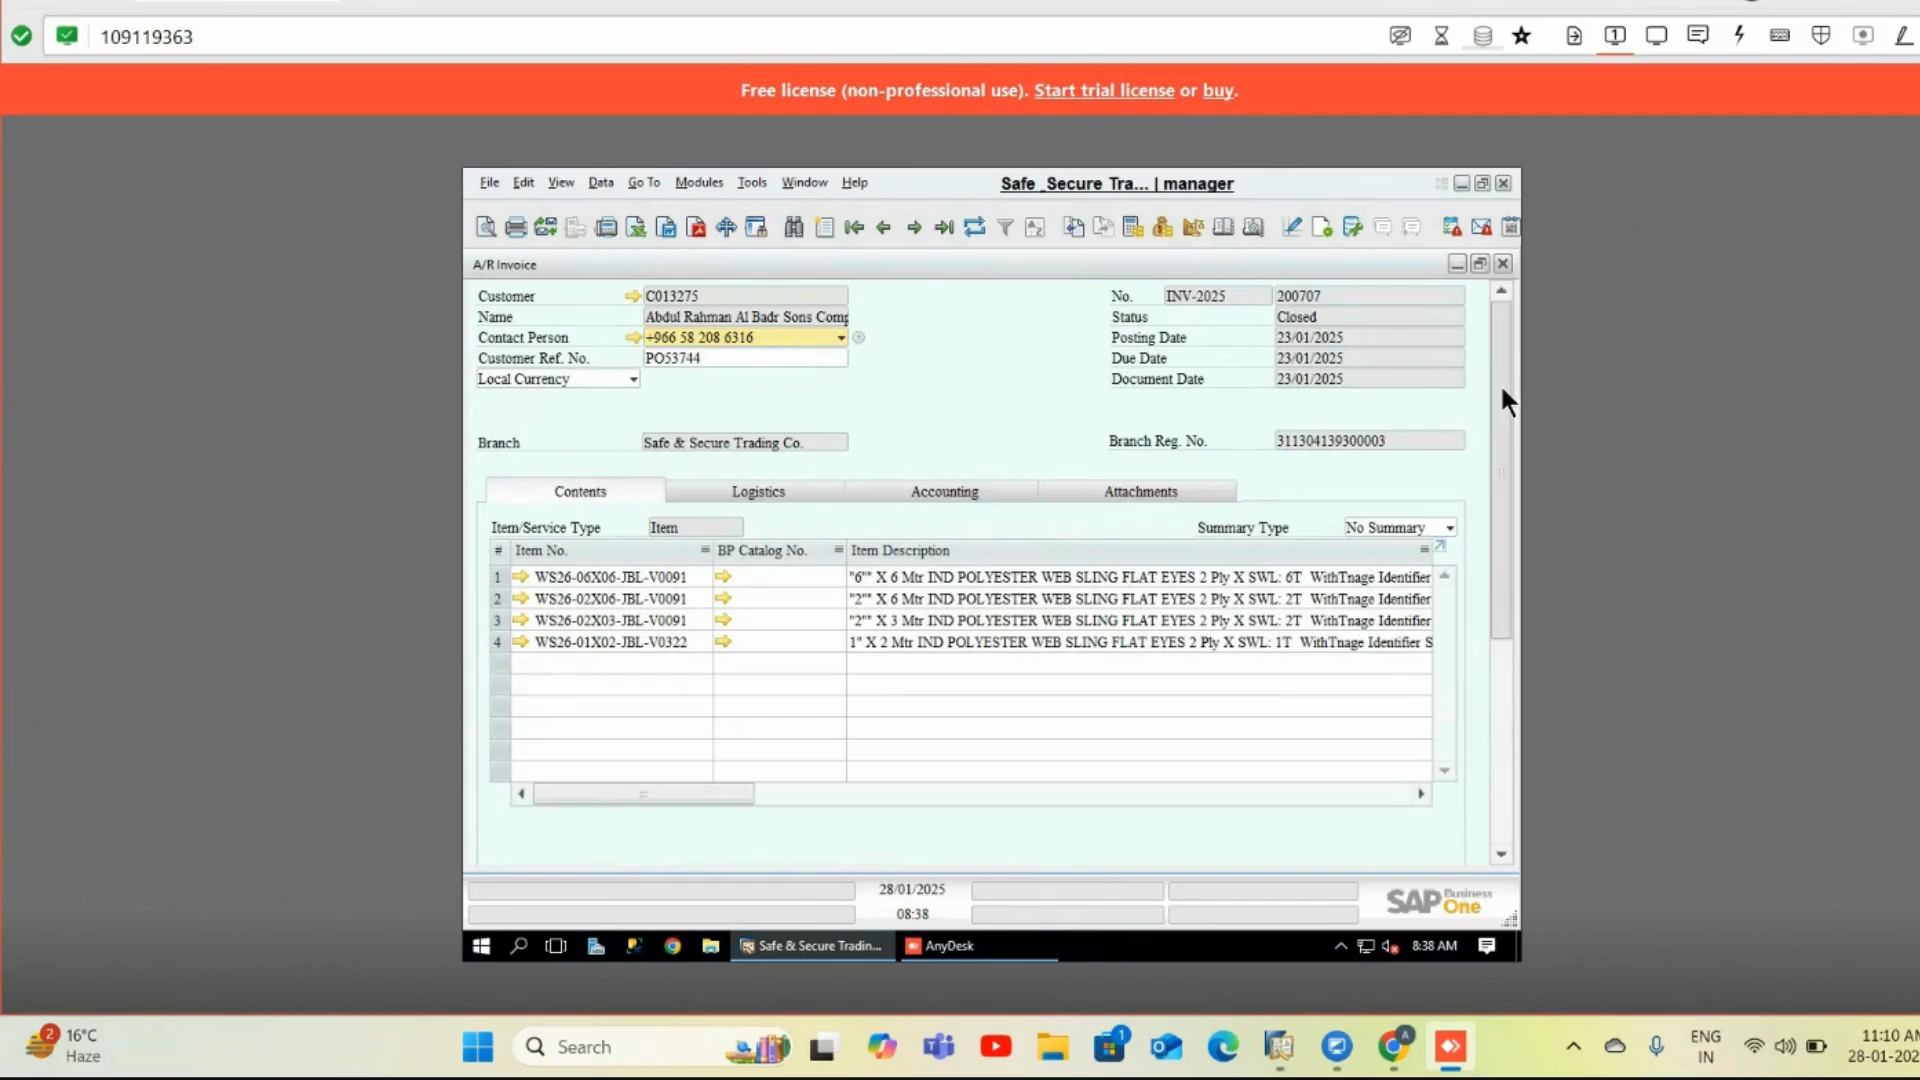 109119363
1
Free license (non-professional use). Start trial license or buy.
File Edit View Data Go To Modules Tools Window Help Safe _Secure Tra... | manager
A/R Invoice
Customer C013275 No. INV-2025 200707
Name Abdul Rahman Al Badr Sons Comp Status Closed
Contact Person +966 58 208 6316 Posting Date 23/01/2025
Customer Ref. No. PO53744 Due Date 23/01/2025
Local Currency Document Date 23/01/2025
Branch Safe & Secure Trading Co. Branch Reg. No. 311304139300003
Contents Logistics Accounting Attachments
Item/Service Type Item Summary Type No Summary
# Item No. BP Catalog No. Item Description
1 WS26-06X06-JBL-V0091 "6"" X 6 Mtr IND POLYESTER WEB SLING FLAT EYES 2 Ply X SWL: 6T WithTnage Identifier
2 WS26-02X06-JBL-V0091 "2"" X 6 Mtr IND POLYESTER WEB SLING FLAT EYES 2 Ply X SWL: 2T WithTnage Identifier
3 WS26-02X03-JBL-V0091 "2"" X 3 Mtr IND POLYESTER WEB SLING FLAT EYES 2 Ply X SWL: 2T WithTnage Identifier
4 WS26-01X02-JBL-V0322 1" X 2 Mtr IND POLYESTER WEB SLING FLAT EYES 2 Ply X SWL: 1T WithTnage Identifier S
28/01/2025
08:38
SAP Business One
Safe & Secure Tradin... AnyDesk 8:38 AM
2 16°C
Haze
Search
1
A
ENG
IN
11:10 AM
28-01-202